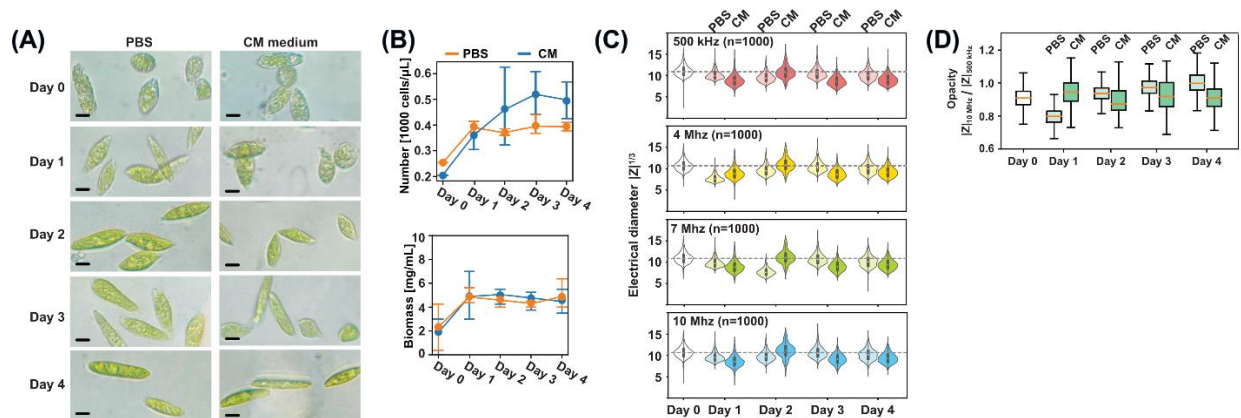 (A)
PBS
CM medium
Day 0
Day 1
Day 2
Day 3
Day 4
(B)
PBS
CM
Number [1000 cells/µL]
0.6
0.5
0.4
0.3
0.2
Day 0
Day 1
Day 2
Day 3
Day 4
Biomass [mg/mL]
10
8
6
4
2
0
Day 0
Day 1
Day 2
Day 3
Day 4
(C)
PBS CM PBS CM PBS CM PBS CM
Electrical diameter |Z|1/3
500 kHz (n=1000)
15
10
5
4 Mhz (n=1000)
15
10
5
7 Mhz (n=1000)
15
10
5
10 Mhz (n=1000)
15
10
5
Day 0 Day 1 Day 2 Day 3 Day 4
(D)
PBS CM PBS CM PBS CM PBS CM
Opacity
|Z|10 MHz / |Z|500 kHz
1.2
1.0
0.8
0.6
Day 0 Day 1 Day 2 Day 3 Day 4